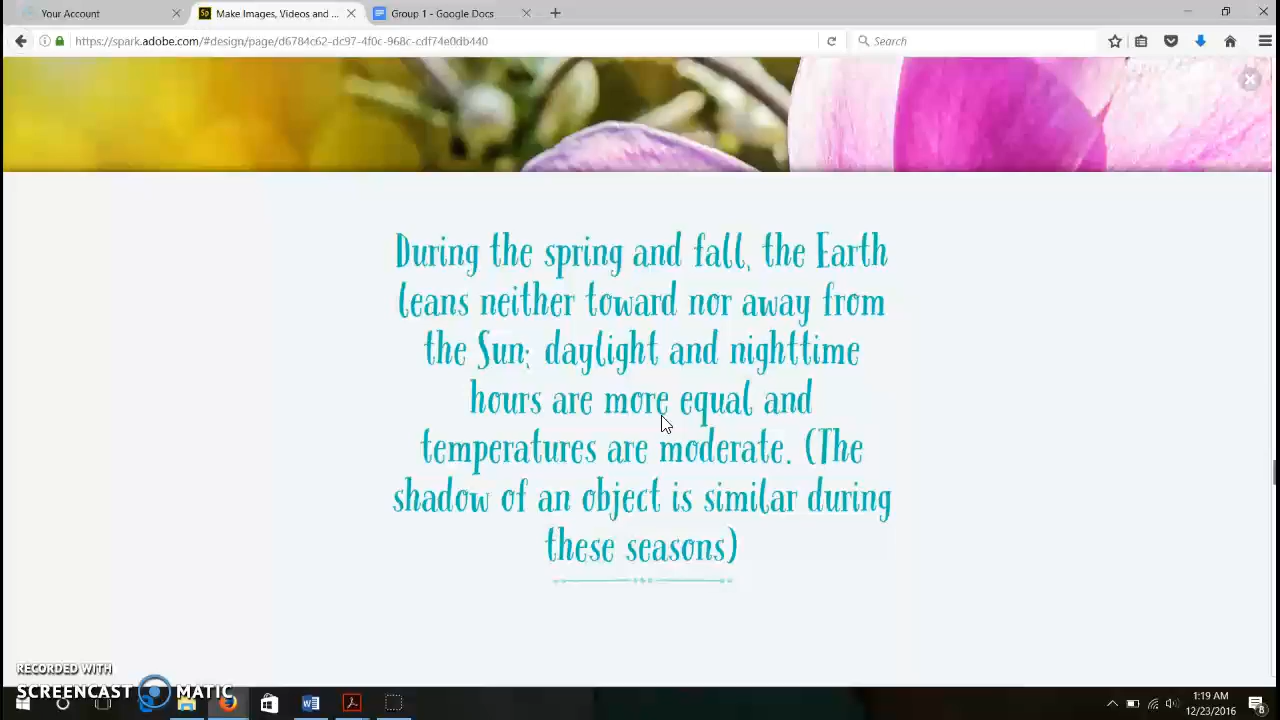 Your Account
Make Images, Videos and ...
Group 1 - Google Docs
https://spark.adobe.com/#design/page/d6784c62-dc97-4f0c-968c-cdf74e0db440
Search
During the spring and fall, the Earth
leans neither toward nor away from
the Sun; daylight and nighttime
hours are more equal and
temperatures are moderate. (The
shadow of an object is similar during
these seasons)
RECORDED WITH
SCREENCAST MATIC
1:19 AM
12/23/2016